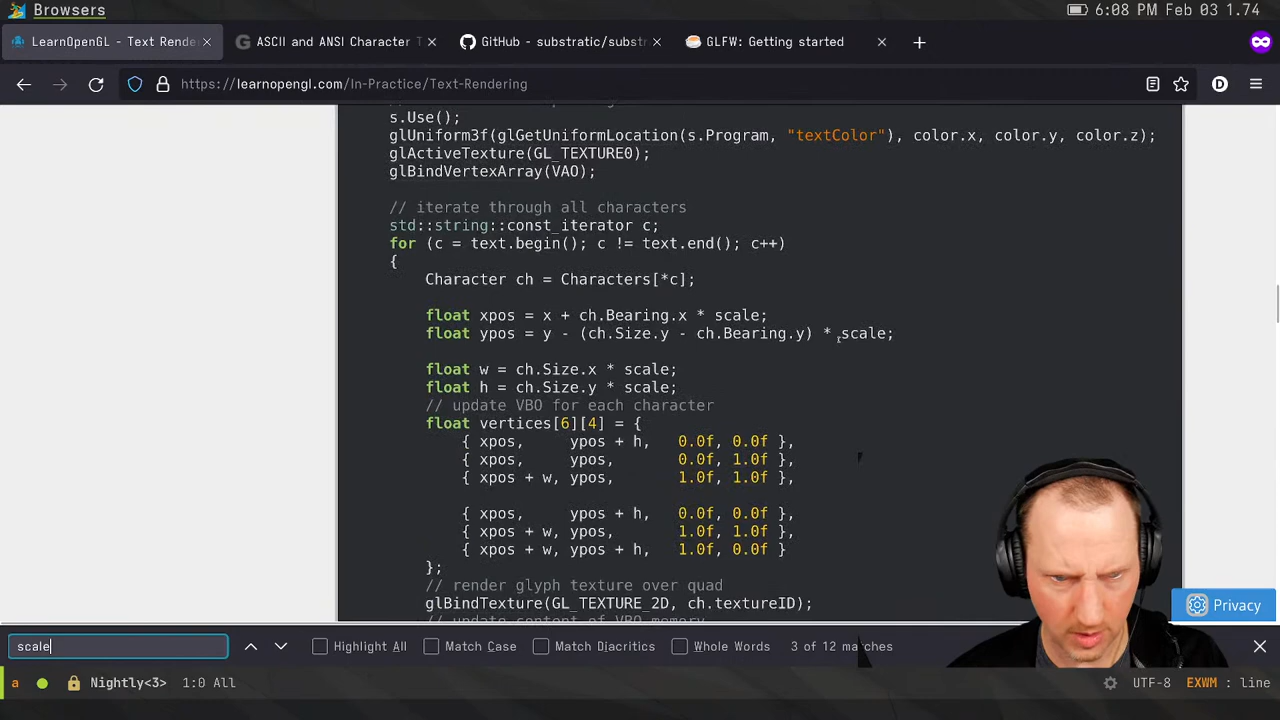 Browsers
6:08 PM Feb 03 1.74
LearnOpenGL - Text Rende
ASCII and ANSI Character T
GitHub - substratic/substr
GLFW: Getting started
https://learnopengl.com/In-Practice/Text-Rendering
s.Use();
glUniform3f(glGetUniformLocation(s.Program, "textColor"), color.x, color.y, color.z);
glActiveTexture(GL_TEXTURE0);
glBindVertexArray(VAO);
// iterate through all characters
std::string::const_iterator c;
for (c = text.begin(); c != text.end(); c++)
{
Character ch = Characters[*c];
float xpos = x + ch.Bearing.x * scale;
float ypos = y - (ch.Size.y - ch.Bearing.y) * scale;
float w = ch.Size.x * scale;
float h = ch.Size.y * scale;
// update VBO for each character
float vertices[6][4] = {
{ xpos,     ypos + h,   0.0f, 0.0f },
{ xpos,     ypos,       0.0f, 1.0f },
{ xpos + w, ypos,       1.0f, 1.0f },
{ xpos,     ypos + h,   0.0f, 0.0f },
{ xpos + w, ypos,       1.0f, 1.0f },
{ xpos + w, ypos + h,   1.0f, 0.0f }
};
// render glyph texture over quad
glBindTexture(GL_TEXTURE_2D, ch.textureID);
// update content of VBO memory
Privacy
scale
Highlight All
Match Case
Match Diacritics
Whole Words
3 of 12 matches
a
Nightly<3> 1:0 All
UTF-8 EXWM : line